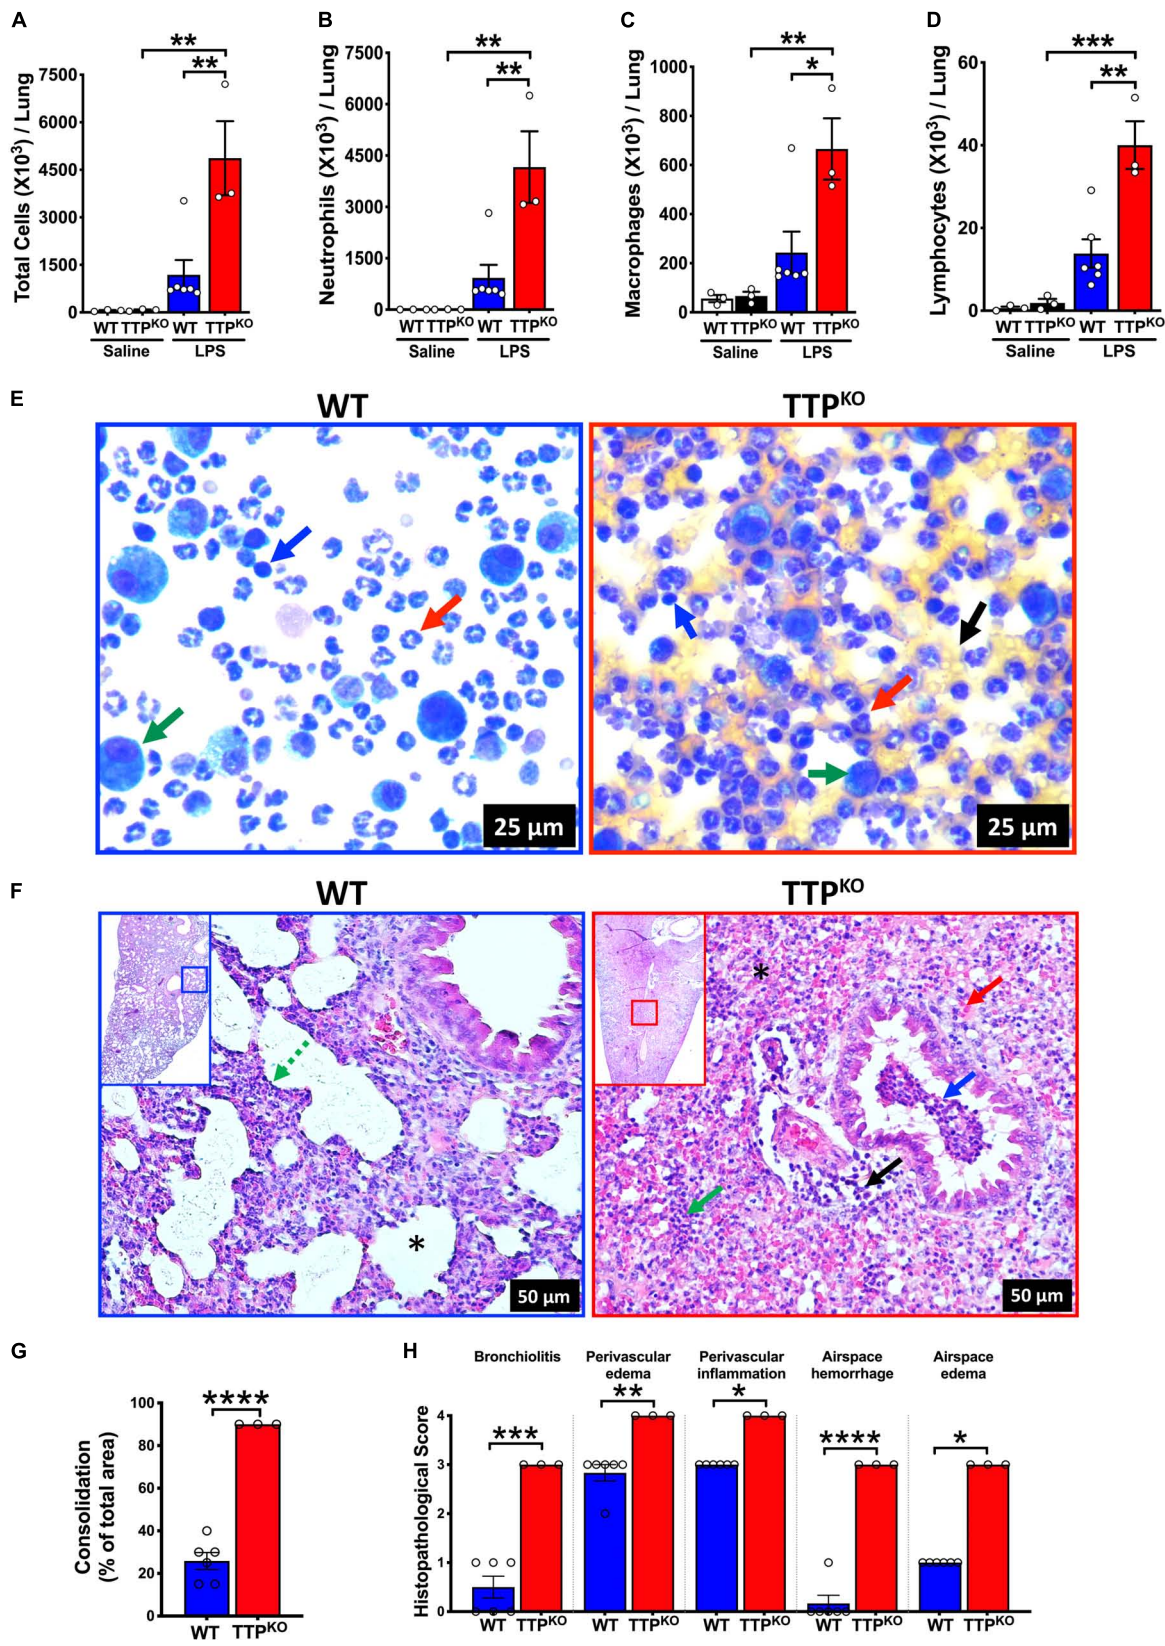 A
Total Cells (X10³) / Lung
7500
6000
4500
3000
1500
0
**
**
WT TTPᴷᴼ WT TTPᴷᴼ
Saline LPS
B
Neutrophils (X10³) / Lung
7500
6000
4500
3000
1500
0
**
**
WT TTPᴷᴼ WT TTPᴷᴼ
Saline LPS
C
Macrophages (X10³) / Lung
1000
800
600
400
200
0
**
*
WT TTPᴷᴼ WT TTPᴷᴼ
Saline LPS
D
Lymphocytes (X10³) / Lung
60
40
20
0
***
**
WT TTPᴷᴼ WT TTPᴷᴼ
Saline LPS
E
WT TTPᴷᴼ
25 µm 25 µm
F
WT TTPᴷᴼ
*
*
50 µm 50 µm
G
Consolidation
(% of total area)
100
80
60
40
20
0
****
WT TTPᴷᴼ
H
Bronchiolitis
Perivascular
edema
Perivascular
inflammation
Airspace
hemorrhage
Airspace
edema
Histopathological Score
4
3
2
1
0
*** ** * **** *
WT TTPᴷᴼ WT TTPᴷᴼ WT TTPᴷᴼ WT TTPᴷᴼ WT TTPᴷᴼ